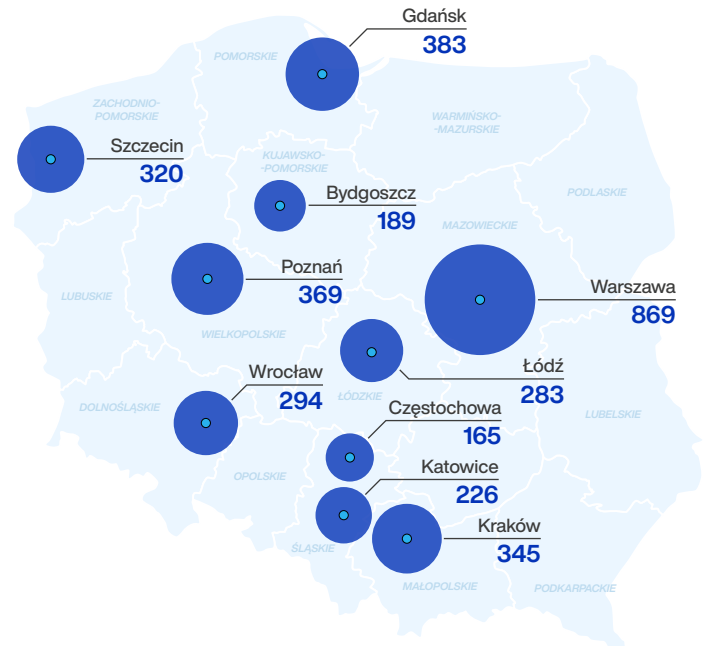 Gdańsk
383
POMORSKIE
ZACHODNIO-
POMORSKIE
WARMIŃSKO-
-MAZURSKIE
Szczecin
320
KUJAWSKO-
-POMORSKIE
Bydgoszcz
189
PODLASKIE
MAZOWIECKIE
Poznań
369
Warszawa
869
LUBUSKIE
WIELKOPOLSKIE
Łódź
283
Wrocław
294
ŁÓDZKIE
DOLNOŚLĄSKIE
Częstochowa
165
LUBELSKIE
Katowice
226
OPOLSKIE
Kraków
345
ŚLĄSKIE
MAŁOPOLSKIE
PODKARPACKIE